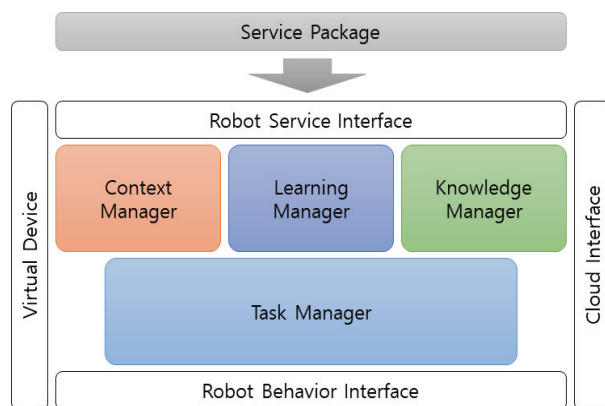 Service Package
Robot Service Interface
Virtual Device
Context
Manager
Learning
Manager
Knowledge
Manager
Cloud Interface
Task Manager
Robot Behavior Interface